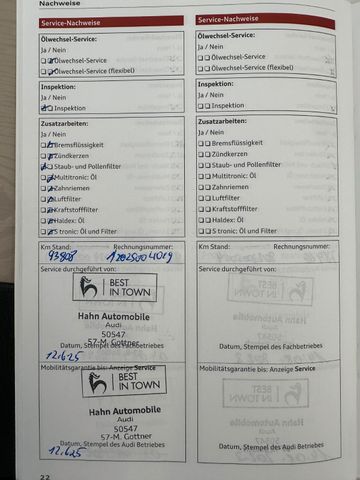 Nachweise
Service-Nachweise
Ölwechsel-Service:
Ja / Nein
Ölwechsel-Service
Ölwechsel-Service (flexibel)
Inspektion:
Ja / Nein
Inspektion
Zusatzarbeiten:
Ja / Nein
Bremsflüssigkeit
Zündkerzen
Staub- und Pollenfilter
Multitronic: Öl
Zahnriemen
Luftfilter
Kraftstofffilter
Haldex: Öl
S tronic: Öl und Filter
Km Stand: Rechnungsnummer:
Service durchgeführt von:
BEST
IN TOWN
Hahn Automobile
Audi
50547
57-M. Gottner
Datum, Stempel des Fachbetriebes
12.6.25
Mobilitätsgarantie bis: Anzeige Service
BEST
IN TOWN
Hahn Automobile
Audi
50547
57-M. Gottner
Datum, Stempel des Audi Betriebes
12.6.25
22
Service-Nachweise
Ölwechsel-Service:
Ja / Nein
Ölwechsel-Service
Ölwechsel-Service (flexibel)
Inspektion:
Ja / Nein
Inspektion
Zusatzarbeiten:
Ja / Nein
Bremsflüssigkeit
Zündkerzen
Staub- und Pollenfilter
Multitronic: Öl
Zahnriemen
Luftfilter
Kraftstofffilter
Haldex: Öl
S tronic: Öl und Filter
Km Stand: Rechnungsnummer:
Service durchgeführt von:
Datum, Stempel des Fachbetriebes
Mobilitätsgarantie bis: Anzeige Service
Datum, Stempel des Audi Betriebes